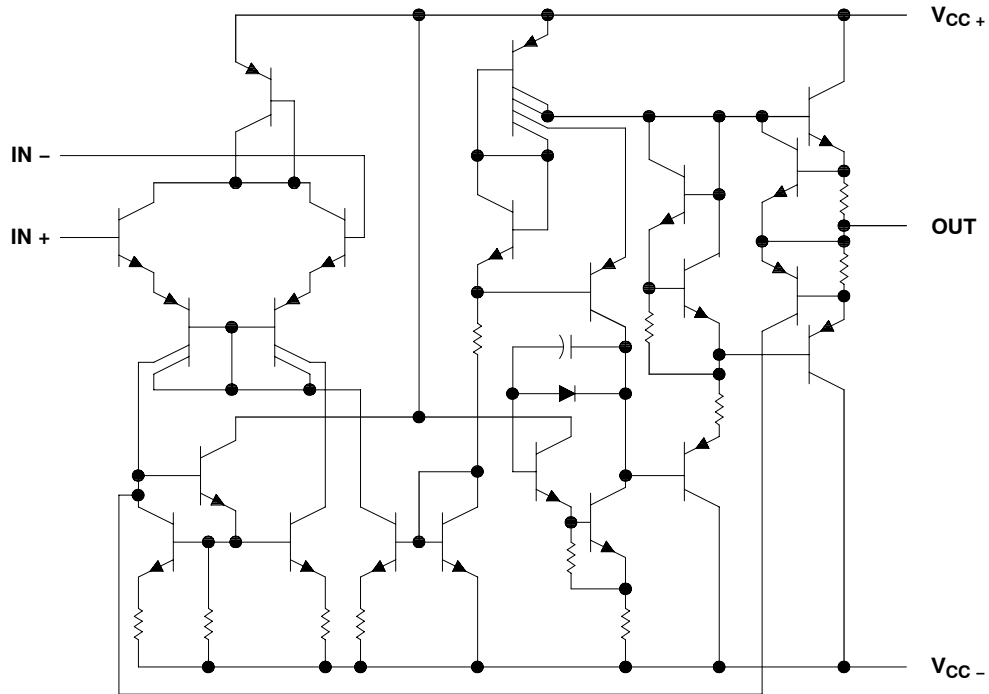 VCC +
IN −
IN +
OUT
VCC −